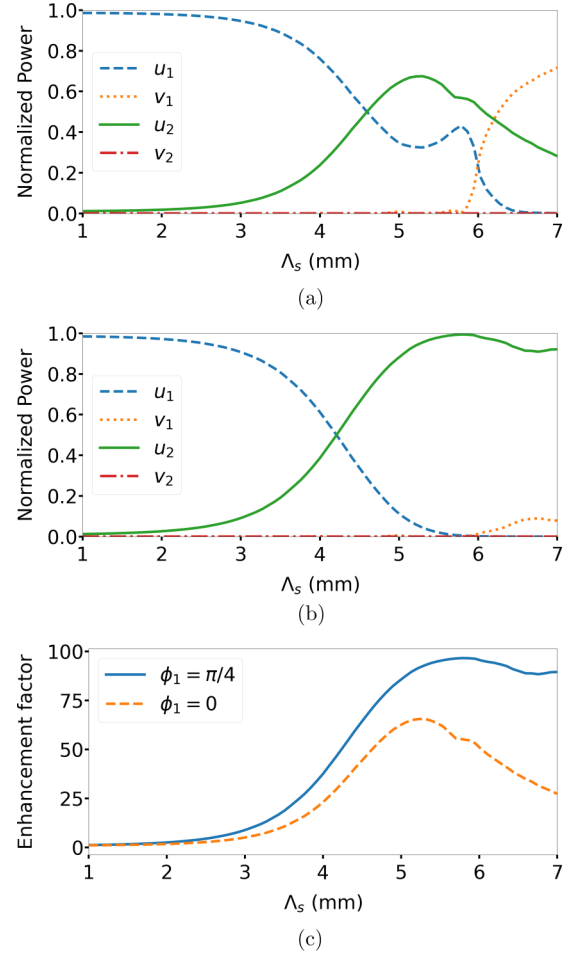 1.0
0.8
0.6
0.4
0.2
0.0
Normalized Power
u₁
v₁
u₂
v₂
1 2 3 4 5 6 7
Λₛ (mm)
(a)
1.0
0.8
0.6
0.4
0.2
0.0
Normalized Power
u₁
v₁
u₂
v₂
1 2 3 4 5 6 7
Λₛ (mm)
(b)
100
75
50
25
0
Enhancement factor
ϕ₁ = π/4
ϕ₁ = 0
1 2 3 4 5 6 7
Λₛ (mm)
(c)